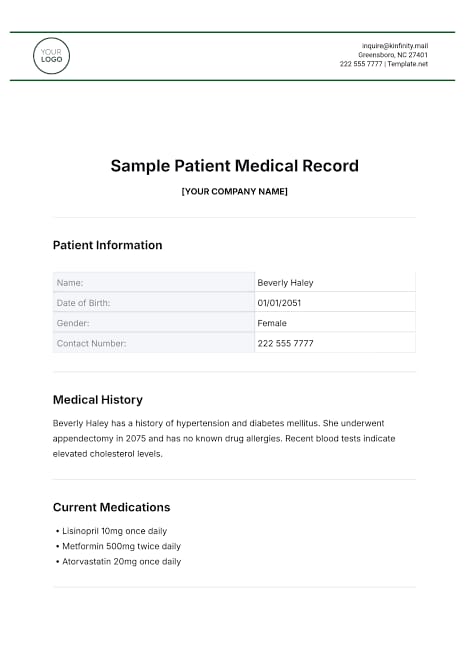 YOUR
LOGO
inquire@kinfinity.mail
Greensboro, NC 27401
222 555 7777 | Template.net
Sample Patient Medical Record
[YOUR COMPANY NAME]
Patient Information
Name: Beverly Haley
Date of Birth: 01/01/2051
Gender: Female
Contact Number: 222 555 7777
Medical History
Beverly Haley has a history of hypertension and diabetes mellitus. She underwent
appendectomy in 2075 and has no known drug allergies. Recent blood tests indicate
elevated cholesterol levels.
Current Medications
• Lisinopril 10mg once daily
• Metformin 500mg twice daily
• Atorvastatin 20mg once daily